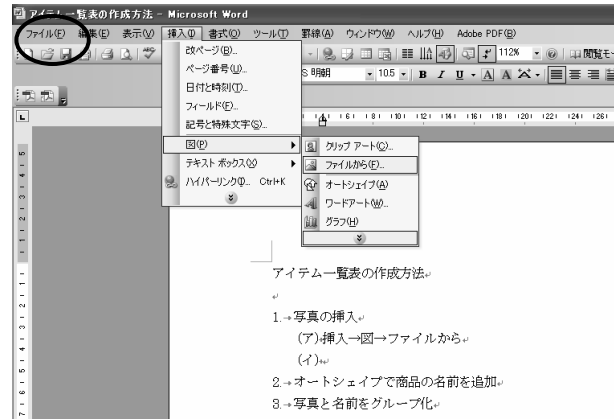 アイテム一覧表の作成方法 - Microsoft Word
ファイル(F) 編集(E) 表示(V) 挿入(I) 書式(O) ツール(T) 罫線(A) ウィンドウ(W) ヘルプ(H) Adobe PDF(B)
112% 閲覧モ
明朝 10.5 B I U A A
改ページ(B)...
ページ番号(U)...
日付と時刻(T)...
フィールド(F)...
記号と特殊文字(S)...
図(P)
テキスト ボックス(X)
ハイパーリンク(I)... Ctrl+K
クリップ アート(C)...
ファイルから(F)...
オートシェイプ(A)
ワードアート(W)...
グラフ(H)
アイテム一覧表の作成方法
1.→写真の挿入
(ア)挿入→図→ファイルから
(イ)
2.→オートシェイプで商品の名前を追加
3.→写真と名前をグループ化